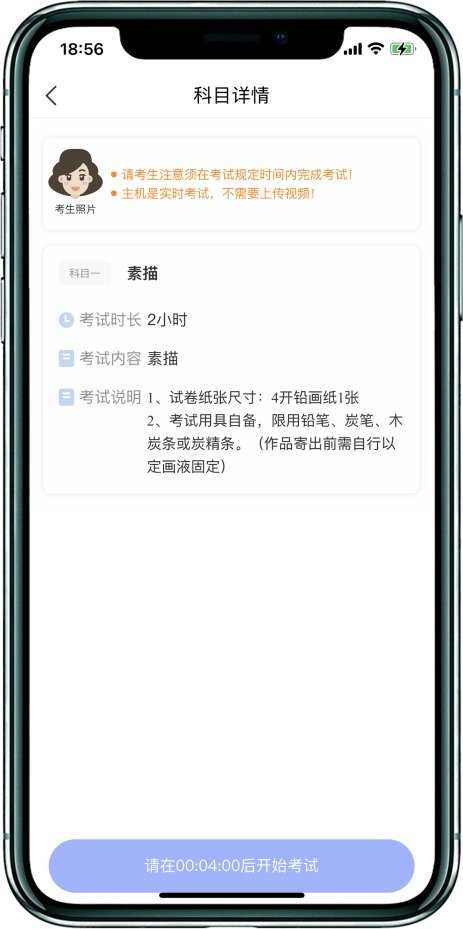 18:56
科目详情
请考生注意须在考试规定时间内完成考试！
主机是实时考试，不需要上传视频！
考生照片
科目一
素描
考试时长 2小时
考试内容 素描
考试说明 1、试卷纸张尺寸：4开铅画纸1张
2、考试用具自备，限用铅笔、炭笔、木
炭条或炭精条。（作品寄出前需自行以
定画液固定）
请在00:04:00后开始考试